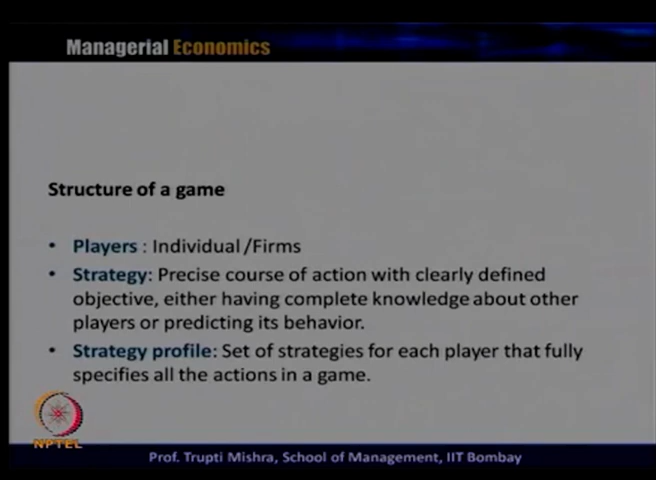 Managerial Economics
Structure of a game
• Players : Individual/Firms
• Strategy: Precise course of action with clearly defined
objective, either having complete knowledge about other
players or predicting its behavior.
• Strategy profile: Set of strategies for each player that fully
specifies all the actions in a game.
NPTEL
Prof. Trupti Mishra, School of Management, IIT Bombay